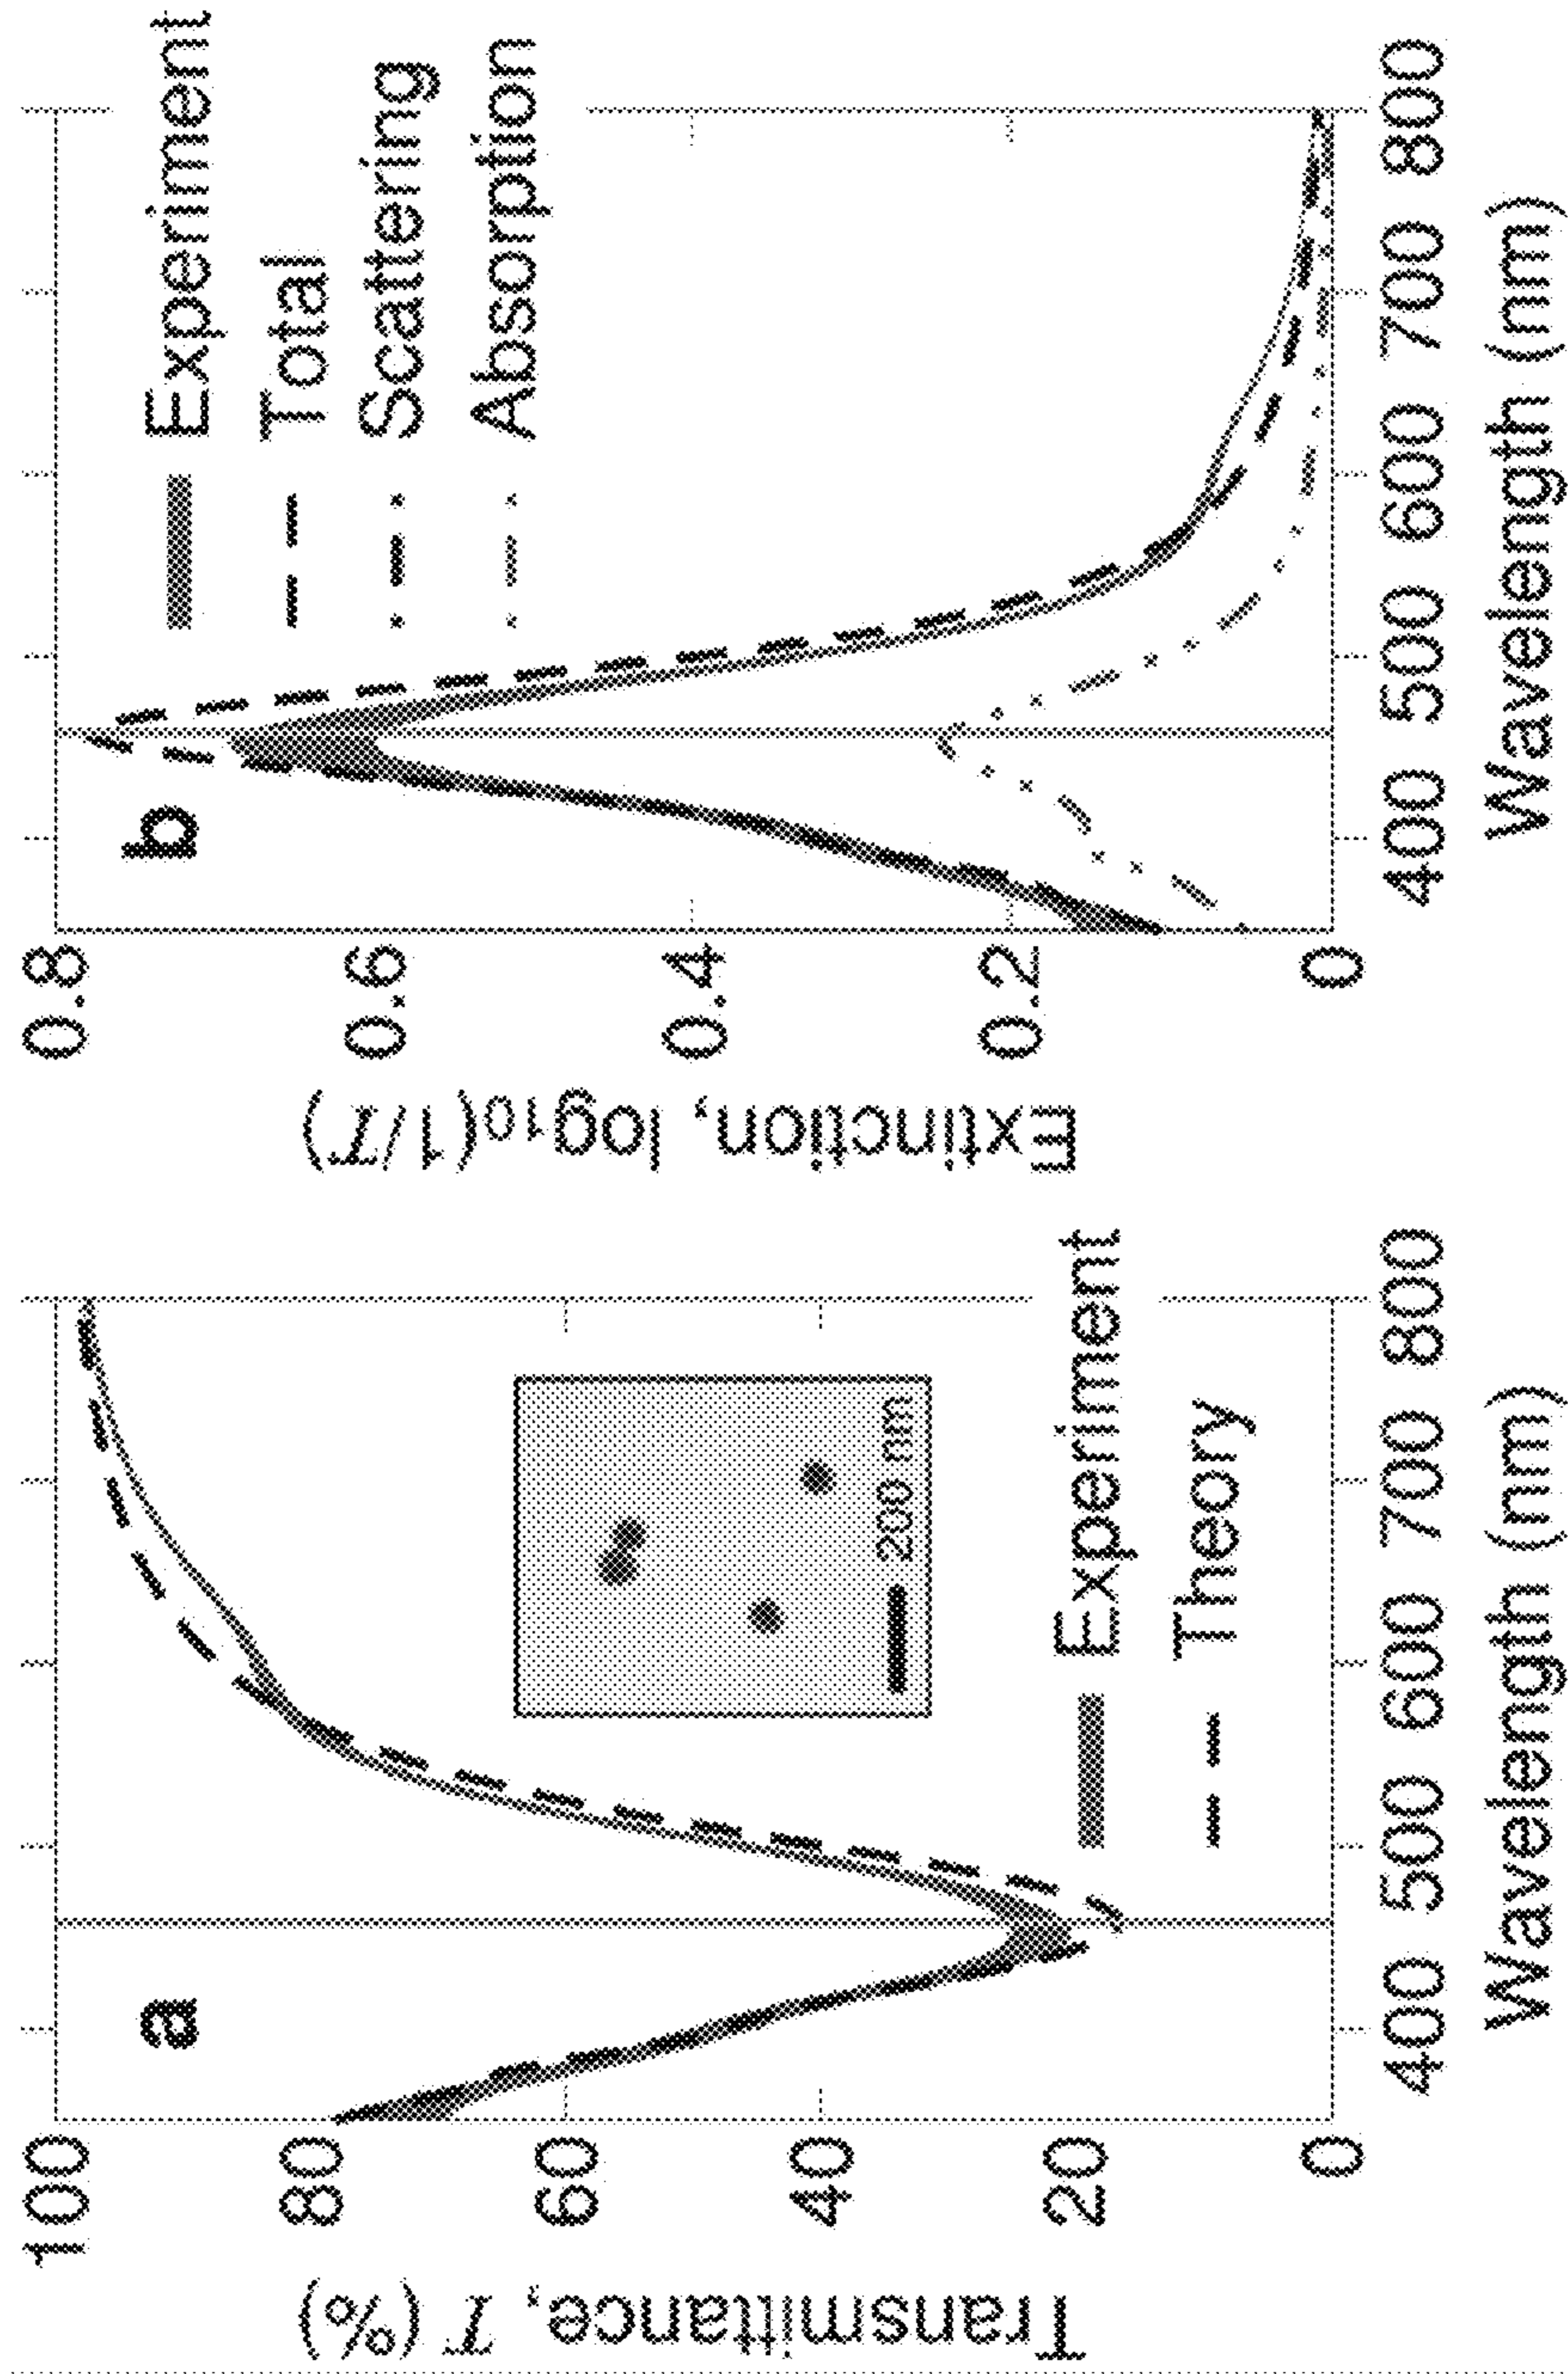 a
Transmittance, T (%)
100
80
60
40
20
0
400 500 600 700 800
Wavelength (nm)
200 nm
Experiment
Theory
b
Extinction, log₁₀(1/T)
0.8
0.6
0.4
0.2
0
400 500 600 700 800
Wavelength (nm)
Experiment
Total
Scattering
Absorption